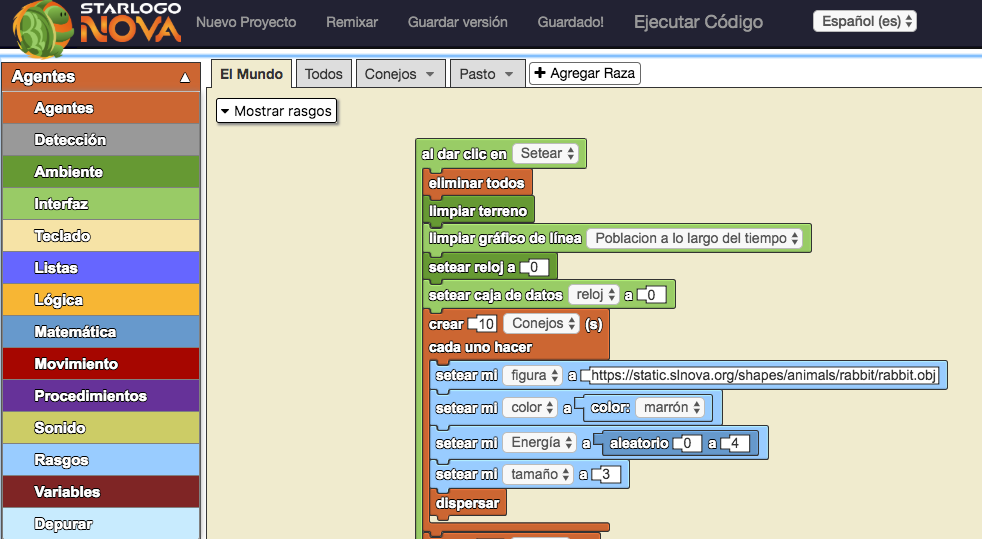 STARLOGO
NOVA
Nuevo Proyecto Remixar Guardar versión Guardado! Ejecutar Código Español (es)
Agentes
Agentes
Detección
Ambiente
Interfaz
Teclado
Listas
Lógica
Matemática
Movimiento
Procedimientos
Sonido
Rasgos
Variables
Depurar
El Mundo Todos Conejos Pasto + Agregar Raza
Mostrar rasgos
al dar clic en Setear
eliminar todos
limpiar terreno
limpiar gráfico de línea Poblacion a lo largo del tiempo
setear reloj a 0
setear caja de datos reloj a 0
crear 10 Conejos (s)
cada uno hacer
setear mi figura a https://static.slnova.org/shapes/animals/rabbit/rabbit.obj
setear mi color a color: marrón
setear mi Energía a aleatorio 0 a 4
setear mi tamaño a 3
dispersar